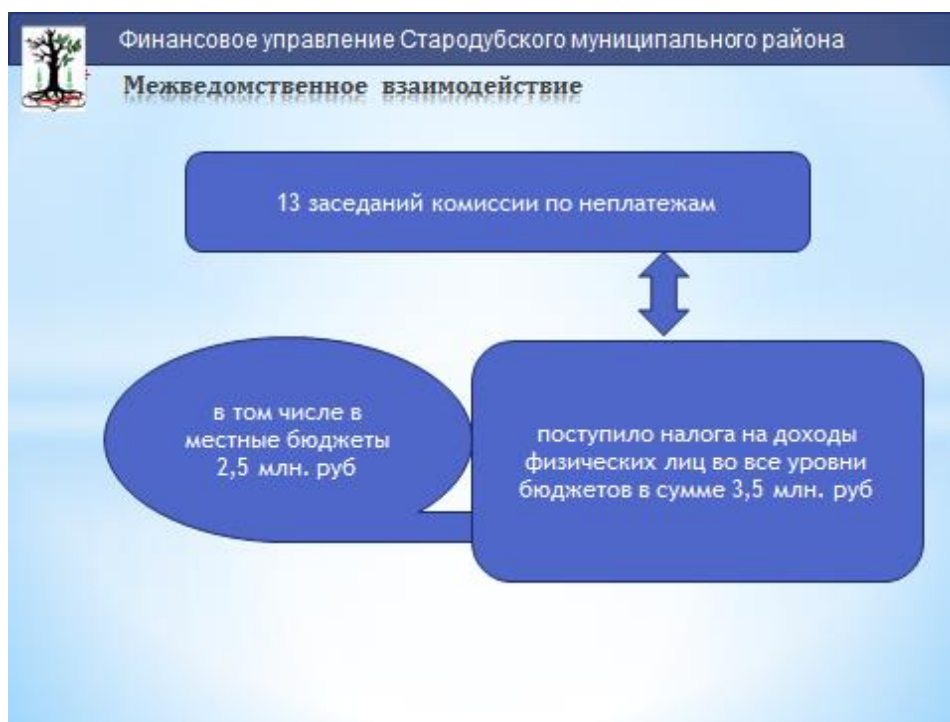 Финансовое управление Стародубского муниципального района
Межведомственное взаимодействие
13 заседаний комиссии по неплатежам
в том числе в
местные бюджеты
2,5 млн. руб
поступило налога на доходы
физических лиц во все уровни
бюджетов в сумме 3,5 млн. руб